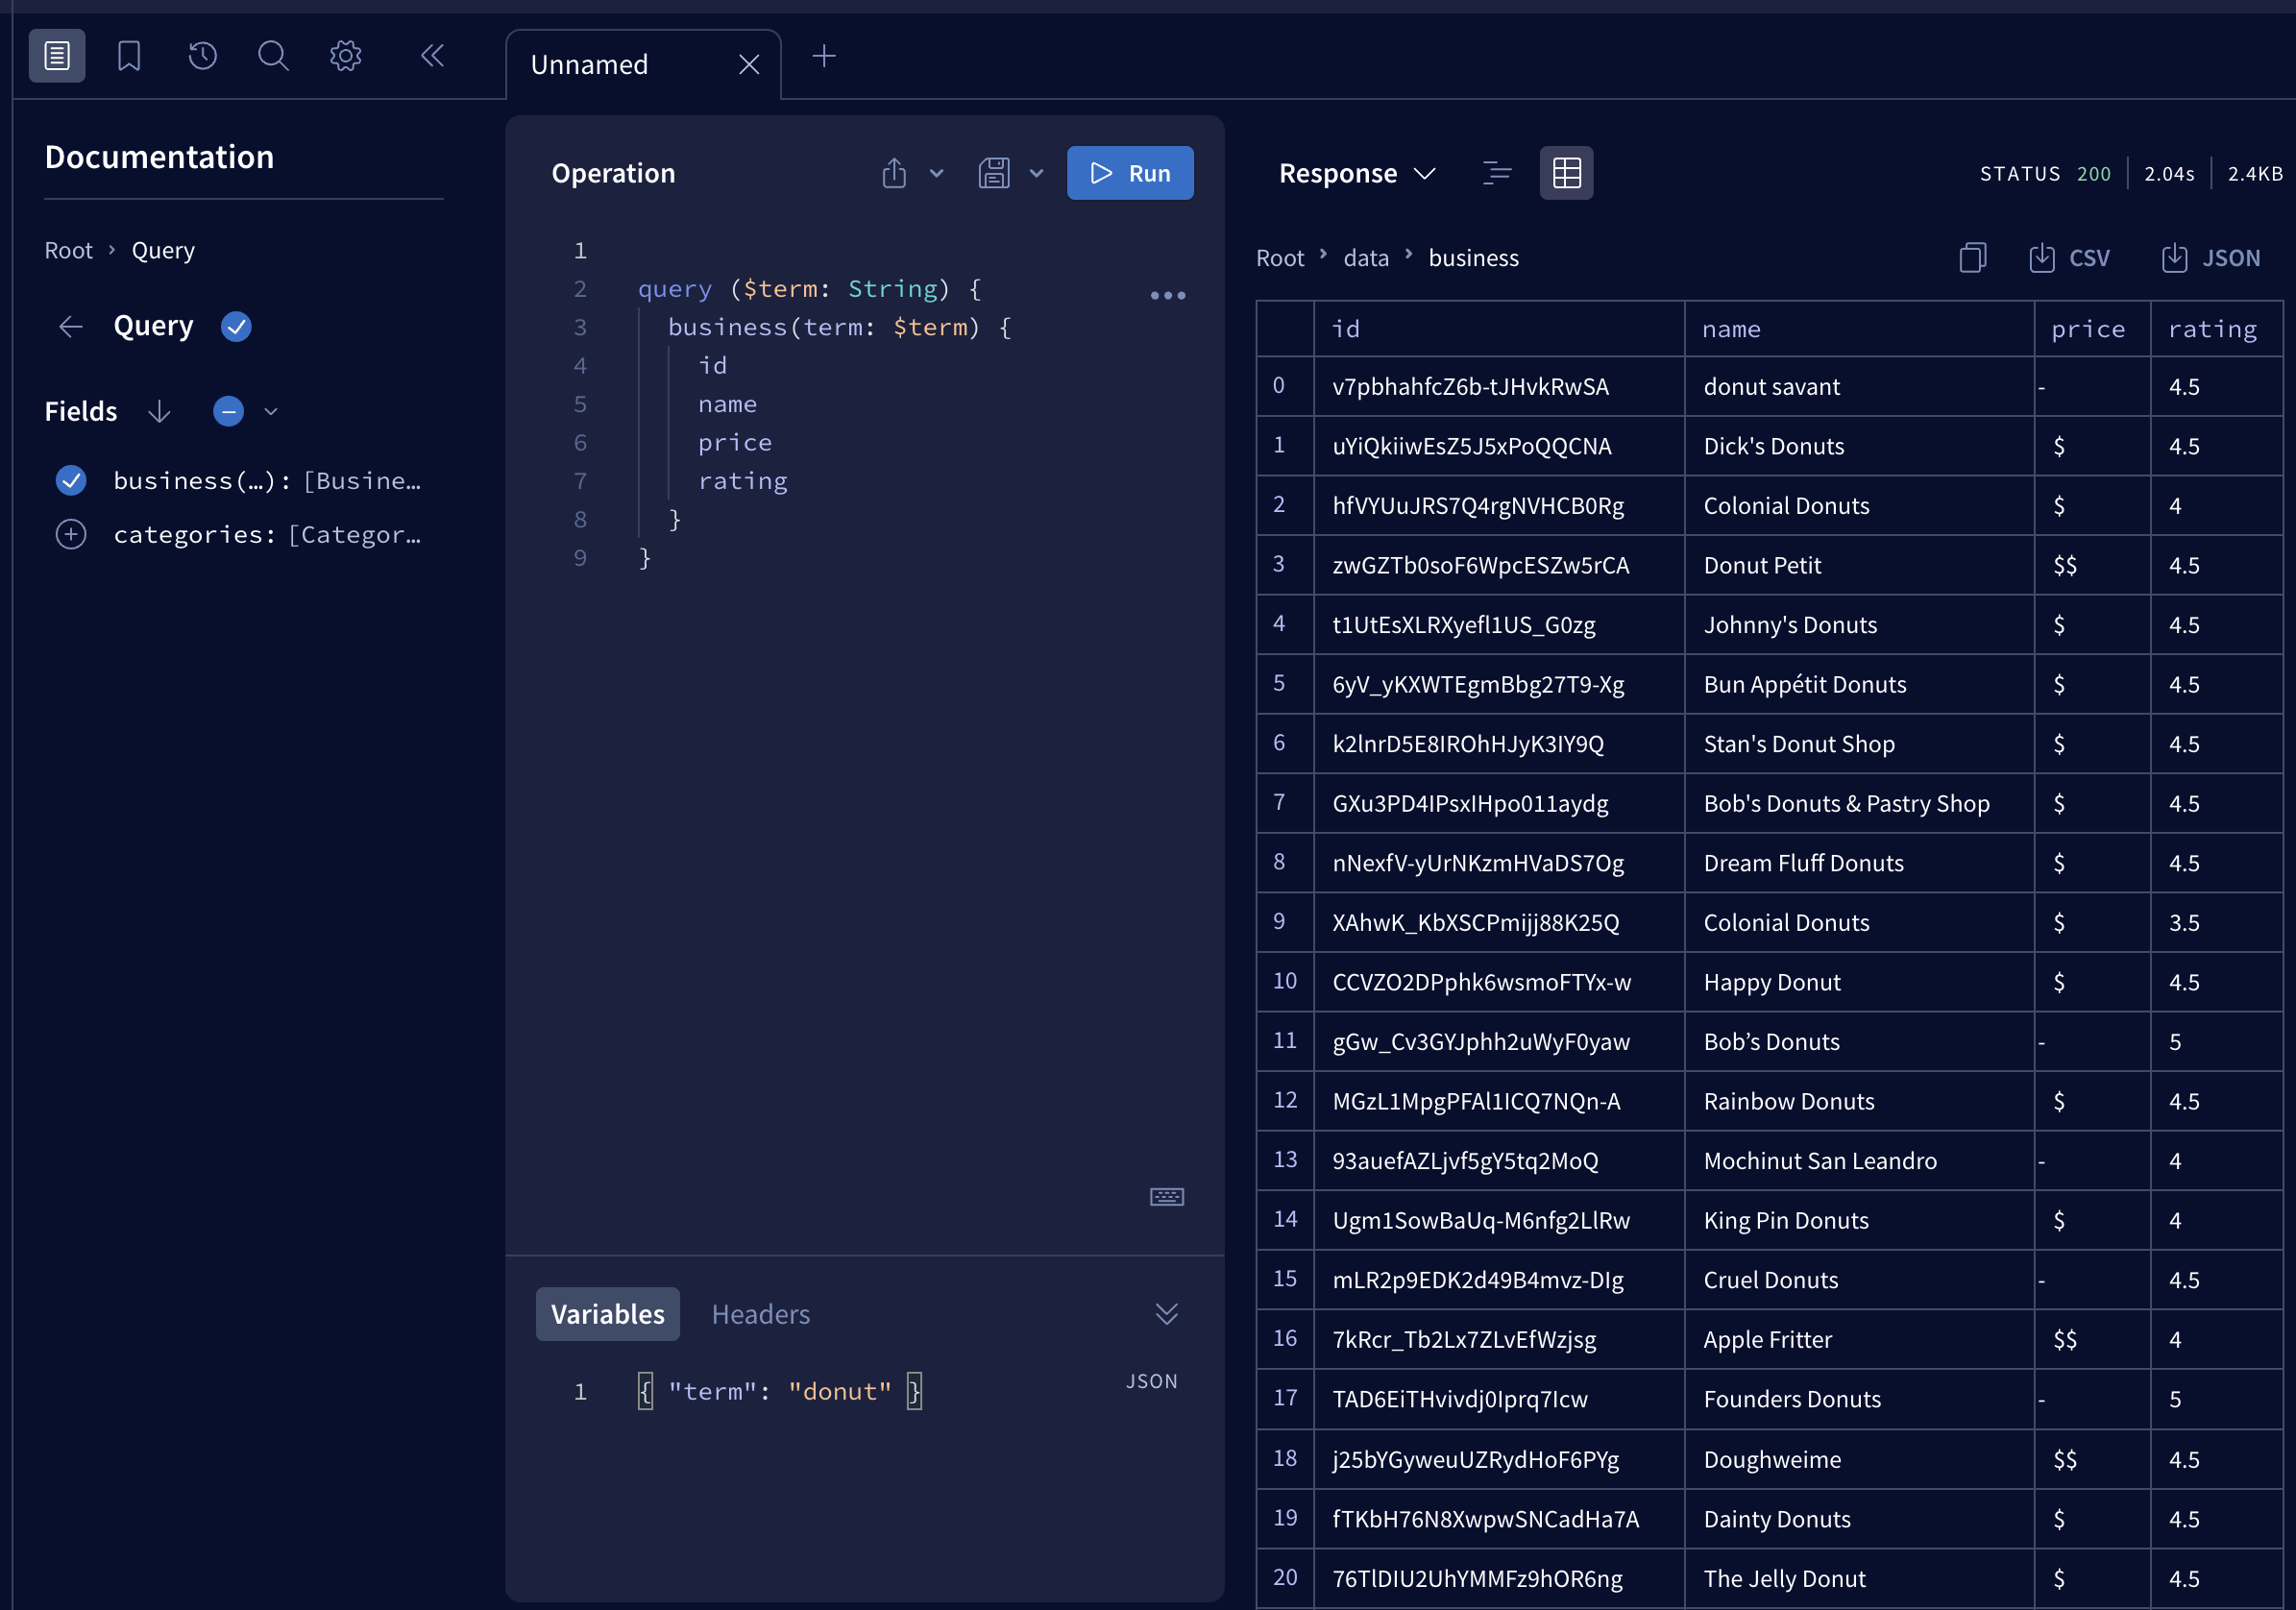 Unnamed
Documentation
Root › Query
Query
Fields
business(…): [Busine…
categories: [Categor…
Operation
Run
1
2 query ($term: String) {
3 business(term: $term) {
4 id
5 name
6 price
7 rating
8 }
9 }
Variables Headers
JSON
1 { "term": "donut" }
Response
STATUS 200 2.04s 2.4KB
Root › data › business
CSV JSON
id name price rating
0 v7pbhahfcZ6b-tJHvkRwSA donut savant - 4.5
1 uYiQkiiwEsZ5J5xPoQQCNA Dick's Donuts $ 4.5
2 hfVYUuJRS7Q4rgNVHCB0Rg Colonial Donuts $ 4
3 zwGZTb0soF6WpcESZw5rCA Donut Petit $$ 4.5
4 t1UtEsXLRXyefl1US_G0zg Johnny's Donuts $ 4.5
5 6yV_yKXWTEgmBbg27T9-Xg Bun Appétit Donuts $ 4.5
6 k2lnrD5E8IROhHJyK3IY9Q Stan's Donut Shop $ 4.5
7 GXu3PD4IPsxIHpo011aydg Bob's Donuts & Pastry Shop $ 4.5
8 nNexfV-yUrNKzmHVaDS7Og Dream Fluff Donuts $ 4.5
9 XAhwK_KbXSCPmijj88K25Q Colonial Donuts $ 3.5
10 CCVZO2DPphk6wsmoFTYx-w Happy Donut $ 4.5
11 gGw_Cv3GYJphh2uWyF0yaw Bob’s Donuts - 5
12 MGzL1MpgPFAl1ICQ7NQn-A Rainbow Donuts $ 4.5
13 93auefAZLjvf5gY5tq2MoQ Mochinut San Leandro - 4
14 Ugm1SowBaUq-M6nfg2LlRw King Pin Donuts $ 4
15 mLR2p9EDK2d49B4mvz-DIg Cruel Donuts - 4.5
16 7kRcr_Tb2Lx7ZLvEfWzjsg Apple Fritter $$ 4
17 TAD6EiTHvivdj0Iprq7Icw Founders Donuts - 5
18 j25bYGyweuUZRydHoF6PYg Doughweime $$ 4.5
19 fTKbH76N8XwpwSNCadHa7A Dainty Donuts $ 4.5
20 76TlDIU2UhYMMFz9hOR6ng The Jelly Donut $ 4.5